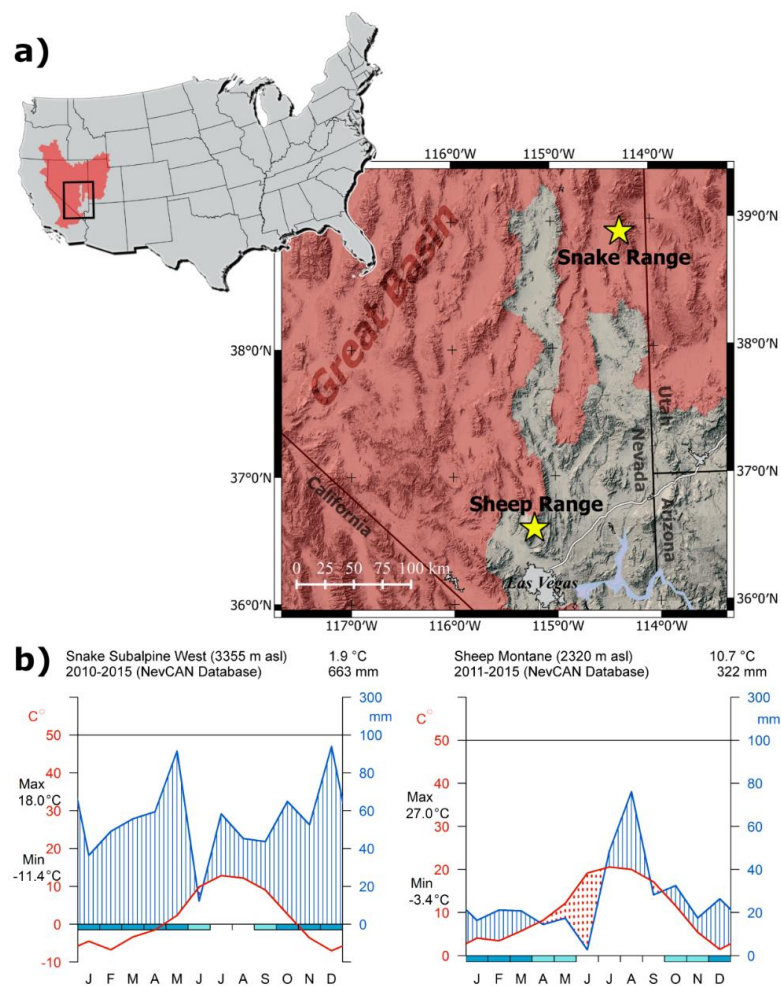 a)
116°0'W 115°0'W 114°0'W
39°0'N
Snake Range
Great Basin
38°0'N 38°0'N
Utah
Nevada
37°0'N 37°0'N
California
Sheep Range
Arizona
0 25 50 75 100 km
Las Vegas
36°0'N 36°0'N
117°0'W 116°0'W 115°0'W 114°0'W
b)
Snake Subalpine West (3355 m asl) 1.9 °C
2010-2015 (NevCAN Database) 663 mm
C° 300
mm
50 100
40 80
Max
18.0°C
30 60
20 40
Min
-11.4°C
10 20
0 0
-10
J F M A M J J A S O N D
Sheep Montane (2320 m asl) 10.7 °C
2011-2015 (NevCAN Database) 322 mm
C° 300
mm
50 100
40 80
Max
27.0°C
30 60
20 40
Min
-3.4°C
10 20
0 0
J F M A M J J A S O N D